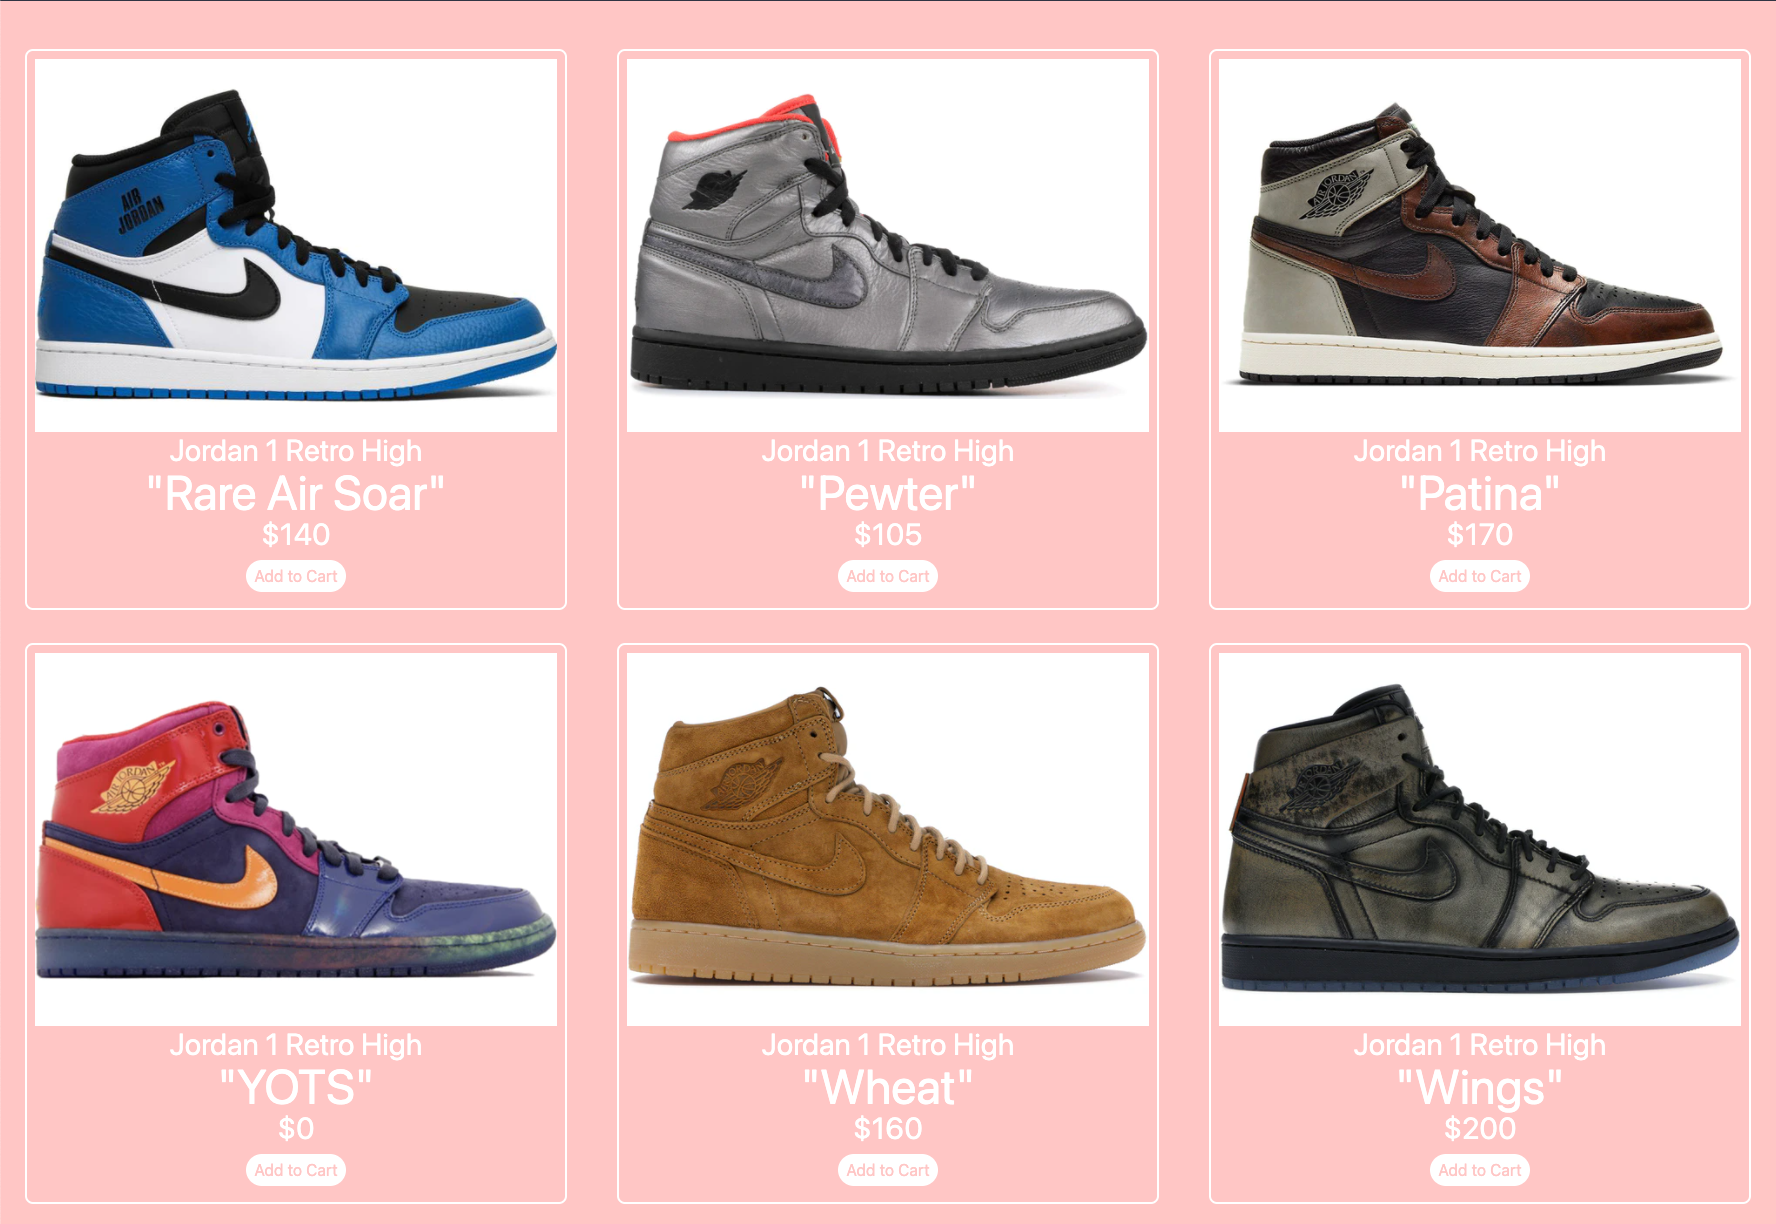 AIR
JORDAN
Jordan 1 Retro High
"Rare Air Soar"
$140
Add to Cart
Jordan 1 Retro High
"Pewter"
$105
Add to Cart
AIR JORDAN
Jordan 1 Retro High
"Patina"
$170
Add to Cart
AIR JORDAN
Jordan 1 Retro High
"YOTS"
$0
Add to Cart
Jordan 1 Retro High
"Wheat"
$160
Add to Cart
Jordan 1 Retro High
"Wings"
$200
Add to Cart